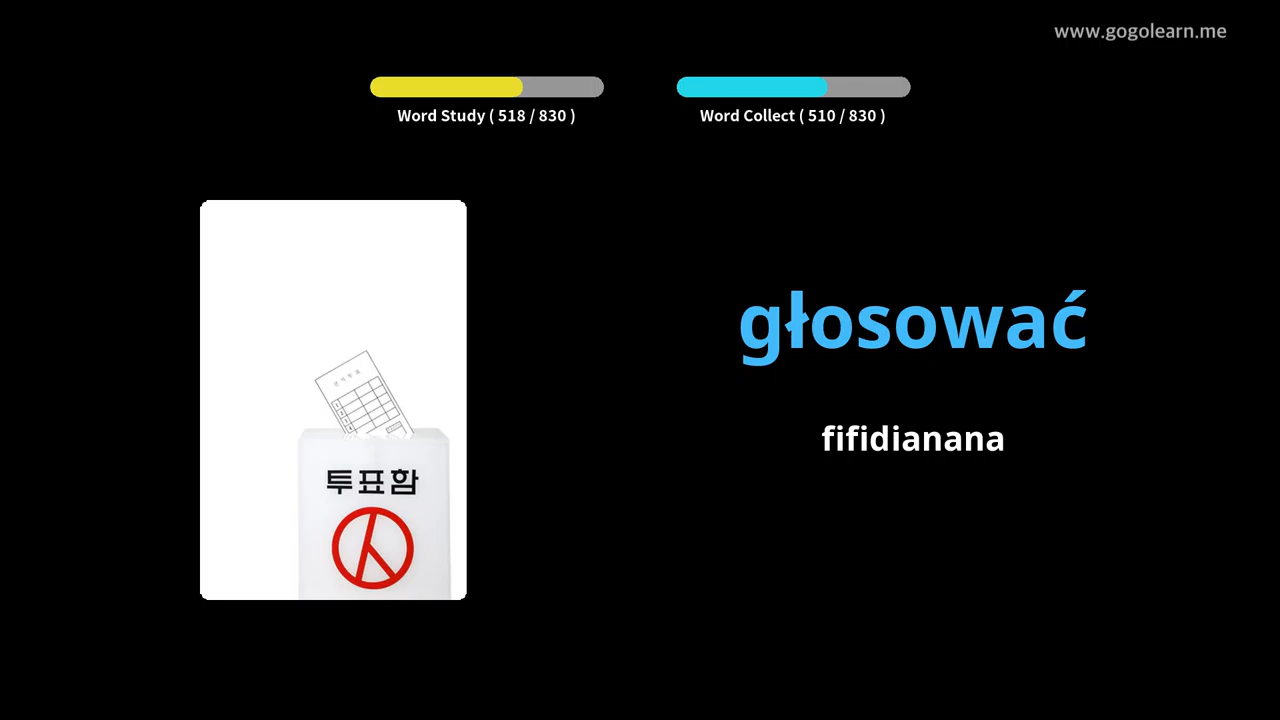 www.gogolearn.me
Word Study ( 518 / 830 )
Word Collect ( 510 / 830 )
głosować
fifidianana
투표함